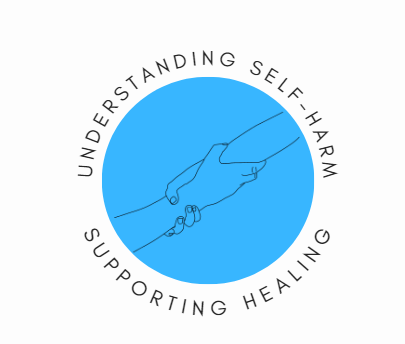 UNDERSTANDING SELF-HARM
SUPPORTING HEALING